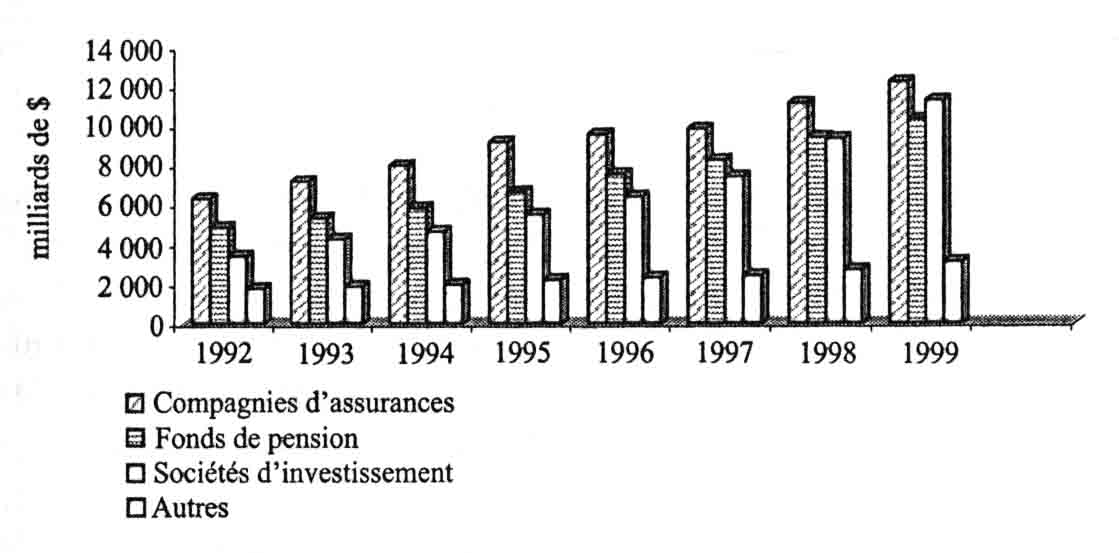 14 000
12 000
10 000
8 000
6 000
4 000
2 000
0
milliards de $
1992 1993 1994 1995 1996 1997 1998 1999
Compagnies d'assurances
Fonds de pension
Sociétés d'investissement
Autres